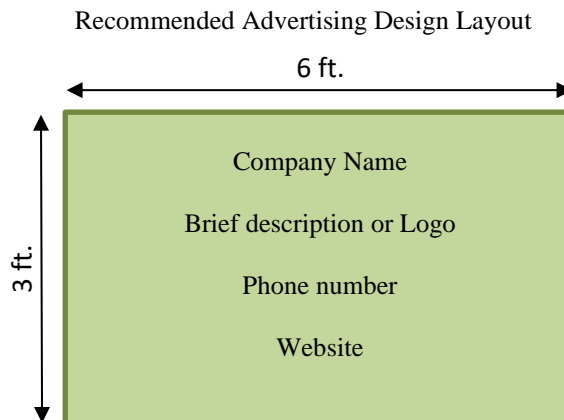 Recommended Advertising Design Layout
6 ft.
3 ft.
Company Name
Brief description or Logo
Phone number
Website